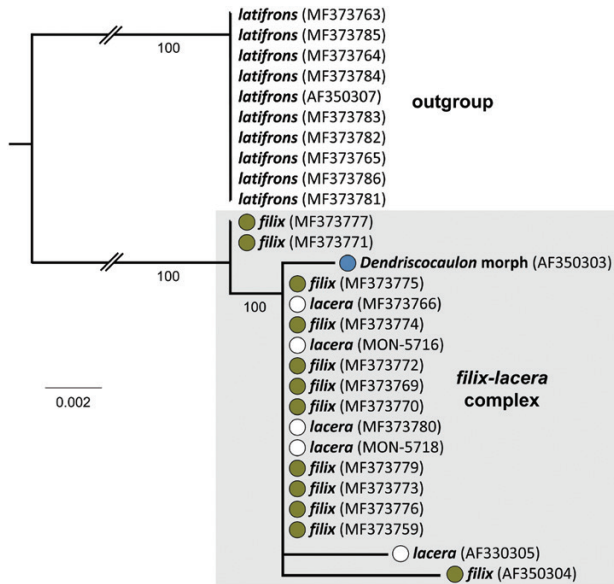 latifrons (MF373763)
latifrons (MF373785)
100
latifrons (MF373764)
latifrons (MF373784)
latifrons (AF350307)
outgroup
latifrons (MF373783)
latifrons (MF373782)
latifrons (MF373765)
latifrons (MF373786)
latifrons (MF373781)
filix (MF373777)
filix (MF373771)
100
Dendriscocaulon morph (AF350303)
filix (MF373775)
100
lacera (MF373766)
filix (MF373774)
lacera (MON-5716)
filix (MF373772)
filix-lacera
complex
filix (MF373769)
0.002
filix (MF373770)
lacera (MF373780)
lacera (MON-5718)
filix (MF373779)
filix (MF373773)
filix (MF373776)
filix (MF373759)
lacera (AF330305)
filix (AF350304)